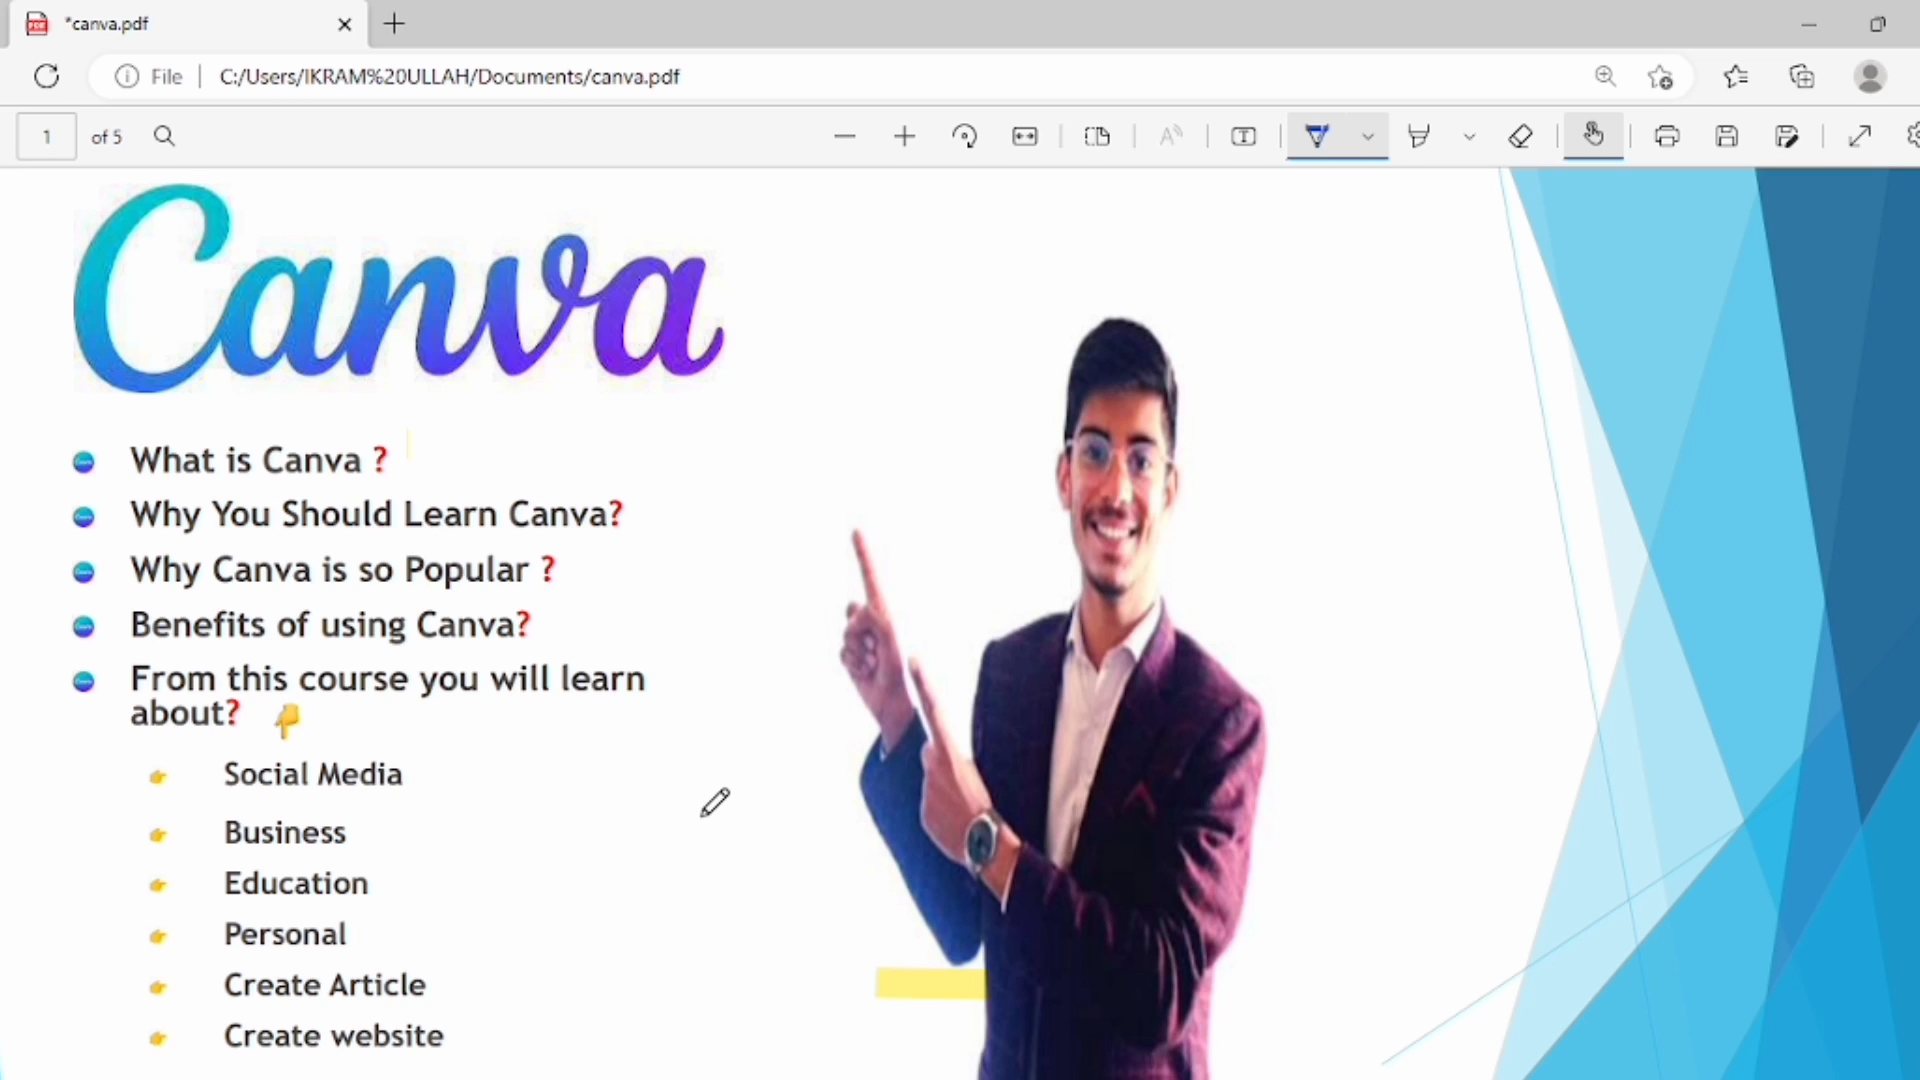 *canva.pdf
File
C:/Users/IKRAM%20ULLAH/Documents/canva.pdf
1 of 5
Canva
What is Canva ?
Why You Should Learn Canva?
Why Canva is so Popular ?
Benefits of using Canva?
From this course you will learn
about?
Social Media
Business
Education
Personal
Create Article
Create website